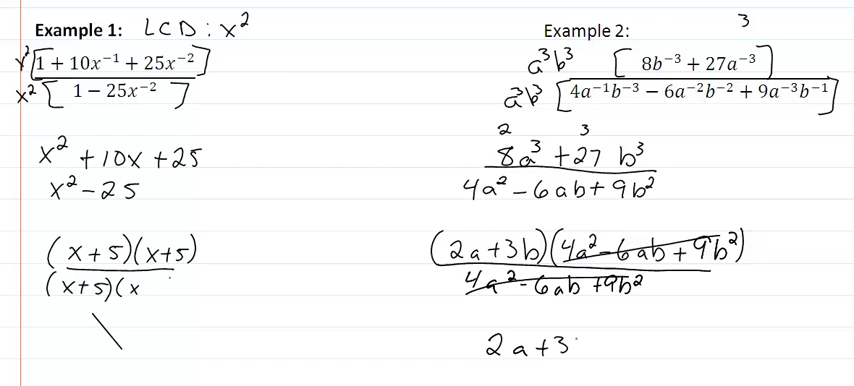 Example 1: LCD: x²
x²[1 + 10x⁻¹ + 25x⁻²]
x²[1 − 25x⁻²]
x² + 10x + 25
x² − 25
(x + 5)(x + 5)
(x + 5)(x
\
3
Example 2:
a³b³ [8b⁻³ + 27a⁻³]
a³b³ [4a⁻¹b⁻³ − 6a⁻²b⁻² + 9a⁻³b⁻¹]
2 3
8a³ + 27 b³
4a² − 6ab + 9b²
(2a + 3b)(4a² − 6ab + 9b²)
4a² − 6ab + 9b²
2a + 3